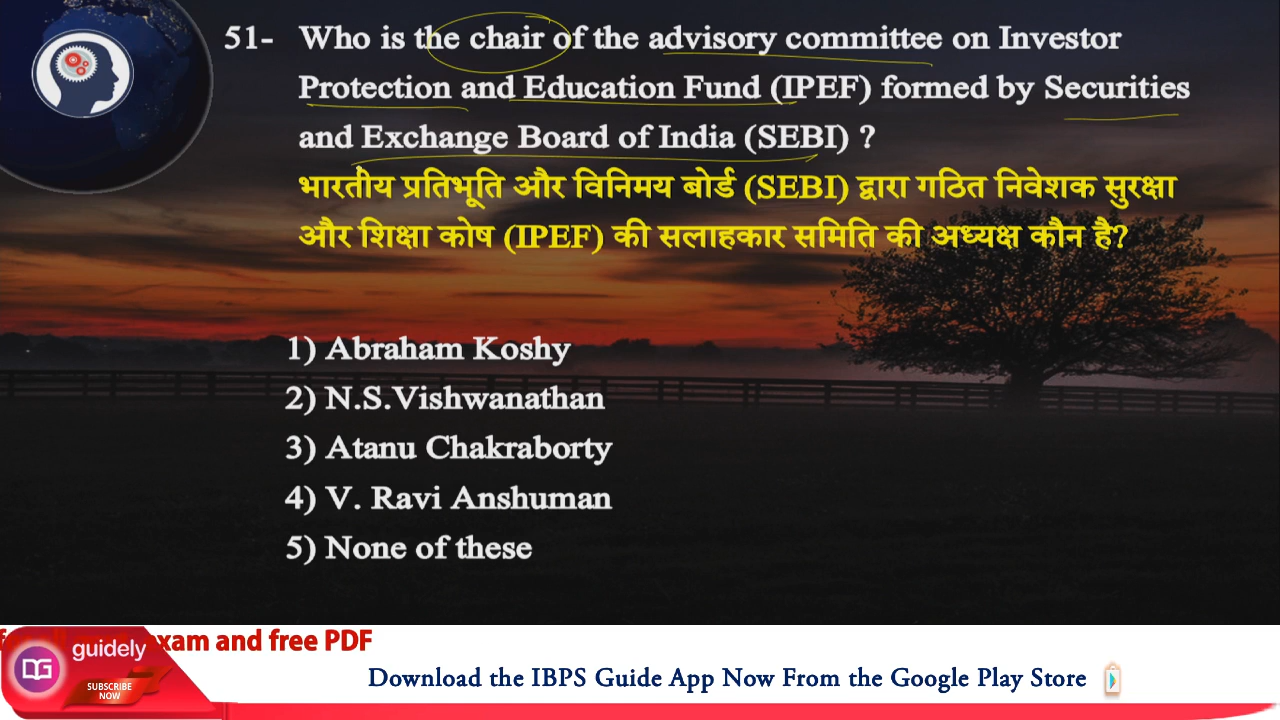 51- Who is the chair of the advisory committee on Investor
Protection and Education Fund (IPEF) formed by Securities
and Exchange Board of India (SEBI) ?
भारतीय प्रतिभूति और विनिमय बोर्ड (SEBI) द्वारा गठित निवेशक सुरक्षा
और शिक्षा कोष (IPEF) की सलाहकार समिति की अध्यक्ष कौन है?
1) Abraham Koshy
2) N.S.Vishwanathan
3) Atanu Chakraborty
4) V. Ravi Anshuman
5) None of these
exam and free PDF
guidely
SUBSCRIBE
NOW
Download the IBPS Guide App Now From the Google Play Store